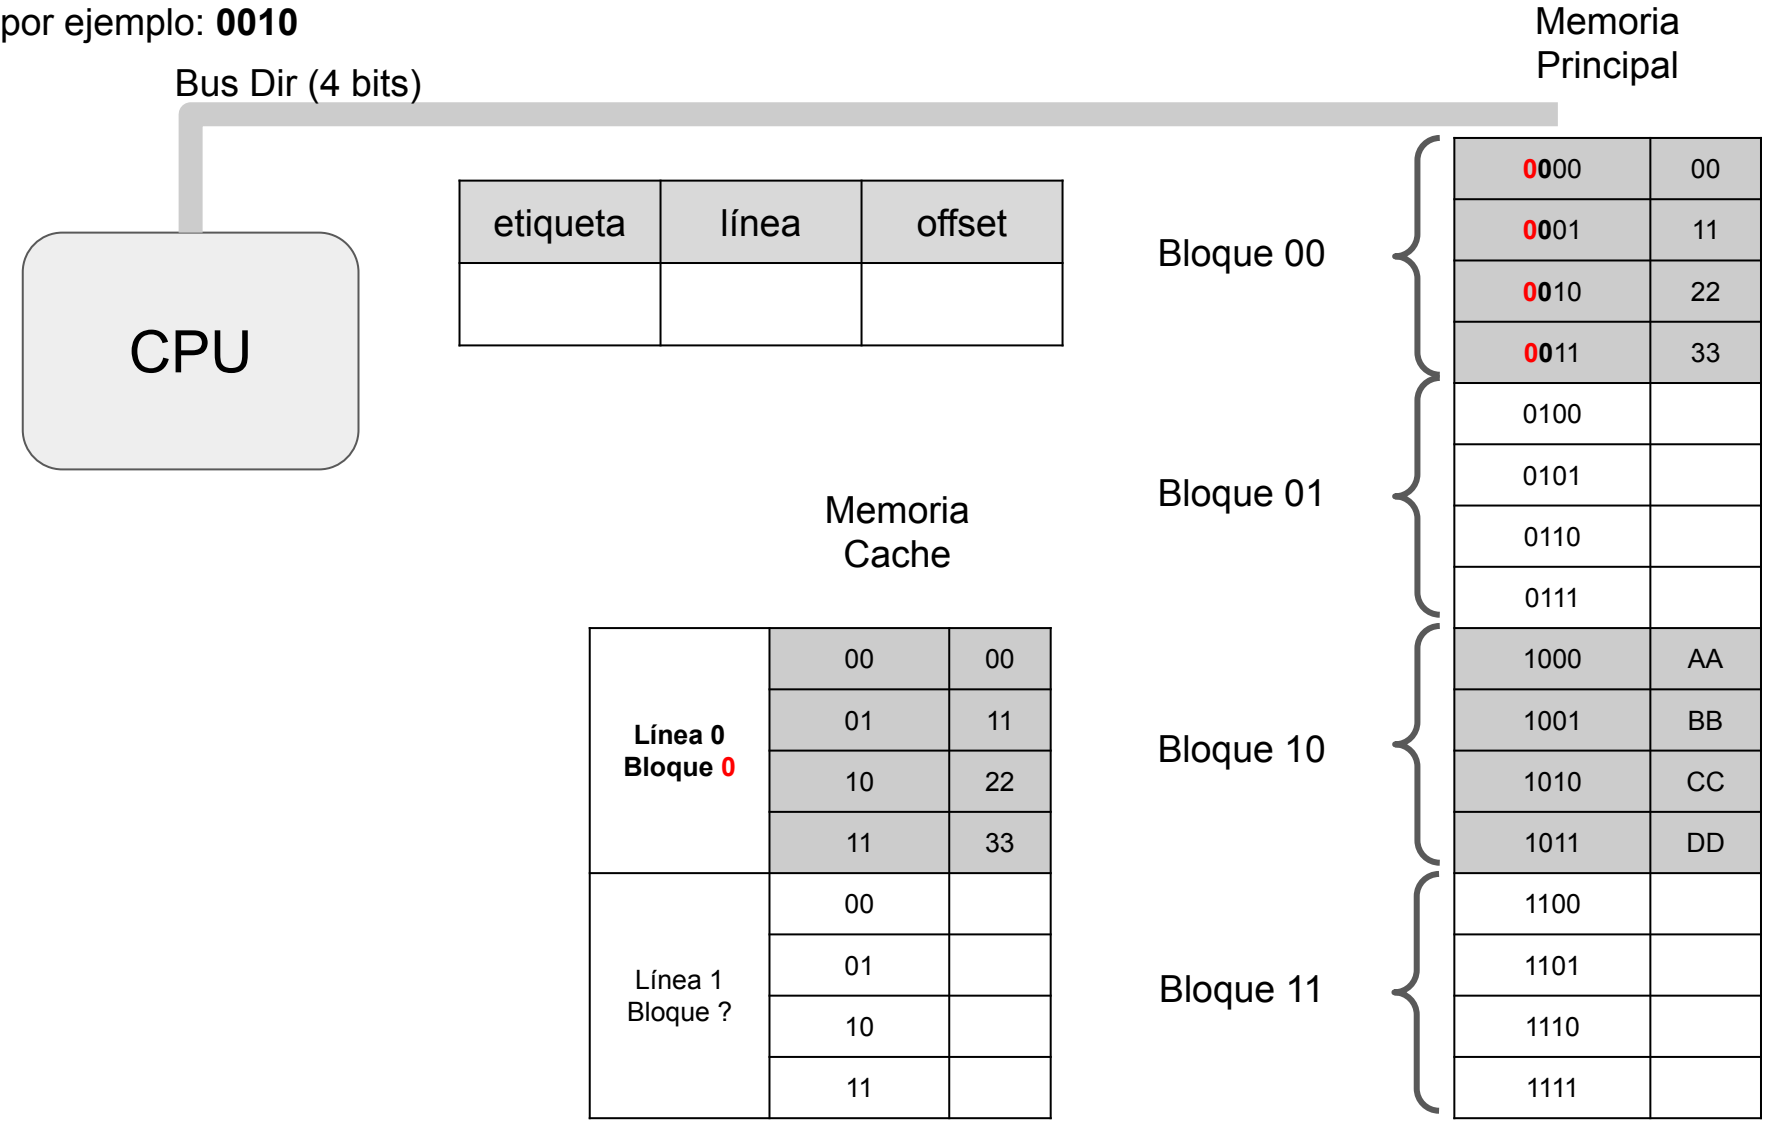 por ejemplo: 0010
Bus Dir (4 bits)
Memoria
Principal
CPU
etiqueta línea offset
Bloque 00
0000 00
0001 11
0010 22
0011 33
Bloque 01
0100
0101
0110
0111
Bloque 10
1000 AA
1001 BB
1010 CC
1011 DD
Bloque 11
1100
1101
1110
1111
Memoria
Cache
Línea 0
Bloque 0
00 00
01 11
10 22
11 33
Línea 1
Bloque ?
00
01
10
11